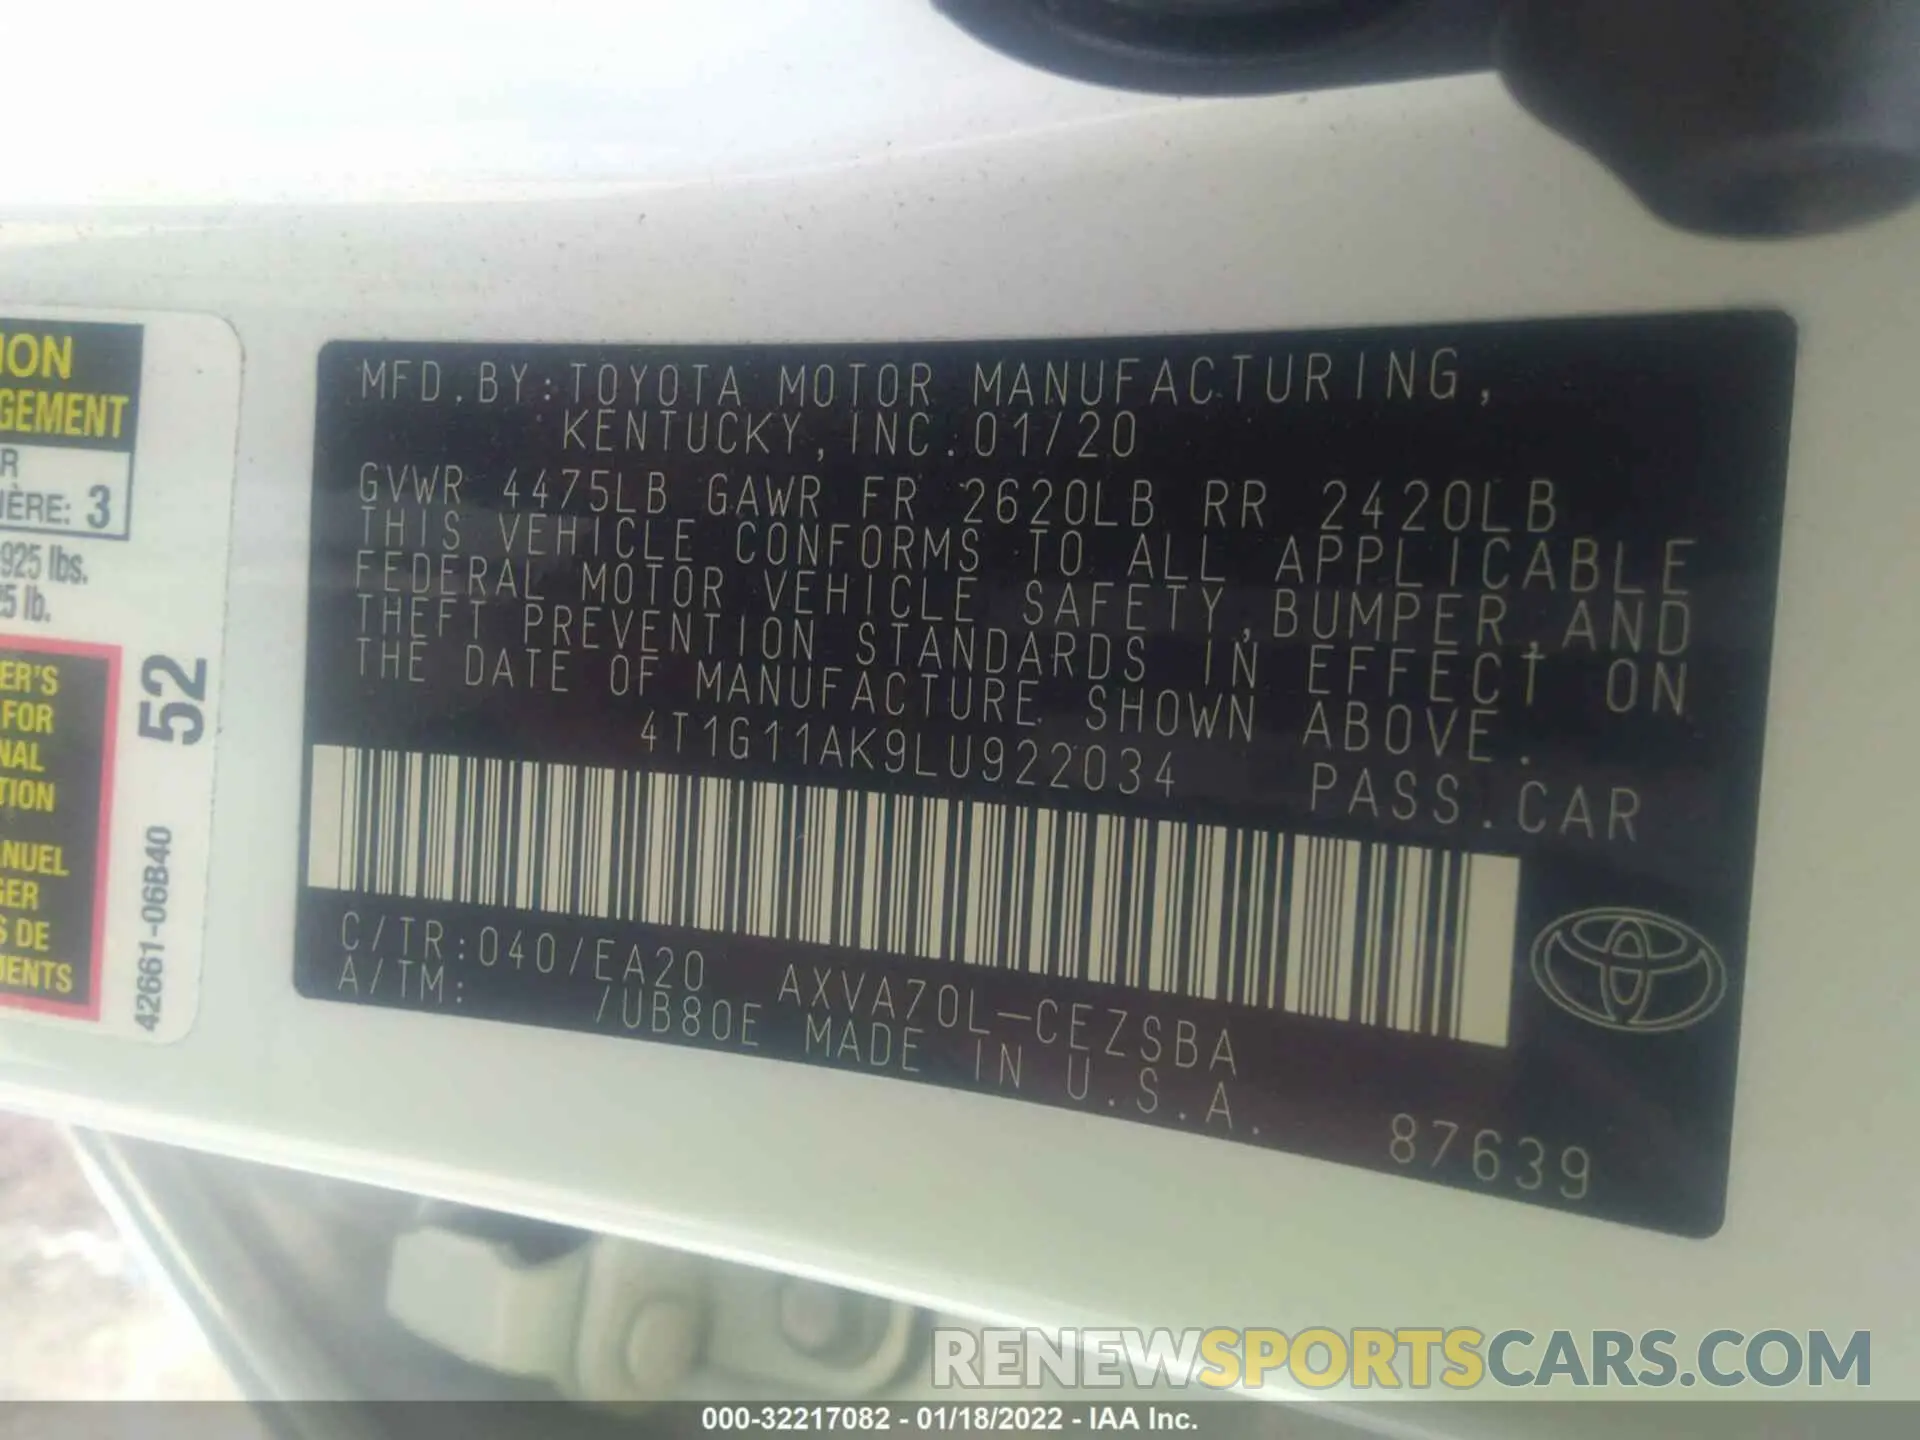 MFD.BY:TOYOTA MOTOR MANUFACTURING,
KENTUCKY,INC.01/20
GVWR 4475LB GAWR FR 2620LB RR 2420LB
THIS VEHICLE CONFORMS TO ALL APPLICABLE
FEDERAL MOTOR VEHICLE SAFETY,BUMPER,AND
THEFT PREVENTION STANDARDS IN EFFECT ON
THE DATE OF MANUFACTURE SHOWN ABOVE.
4T1G11AK9LU922034 PASS.CAR
C/TR:040/EA20 AXVA70L-CEZSBA
A/TM: /UB80E MADE IN U.S.A.
87639
ION
GEMENT
R
IÈRE: 3
925 lbs.
5 lb.
ER'S
FOR
NAL
TION
NUEL
GER
S DE
MENTS
52
42661-06B40
RENEWSPORTSCARS.COM
000-32217082 - 01/18/2022 - IAA Inc.